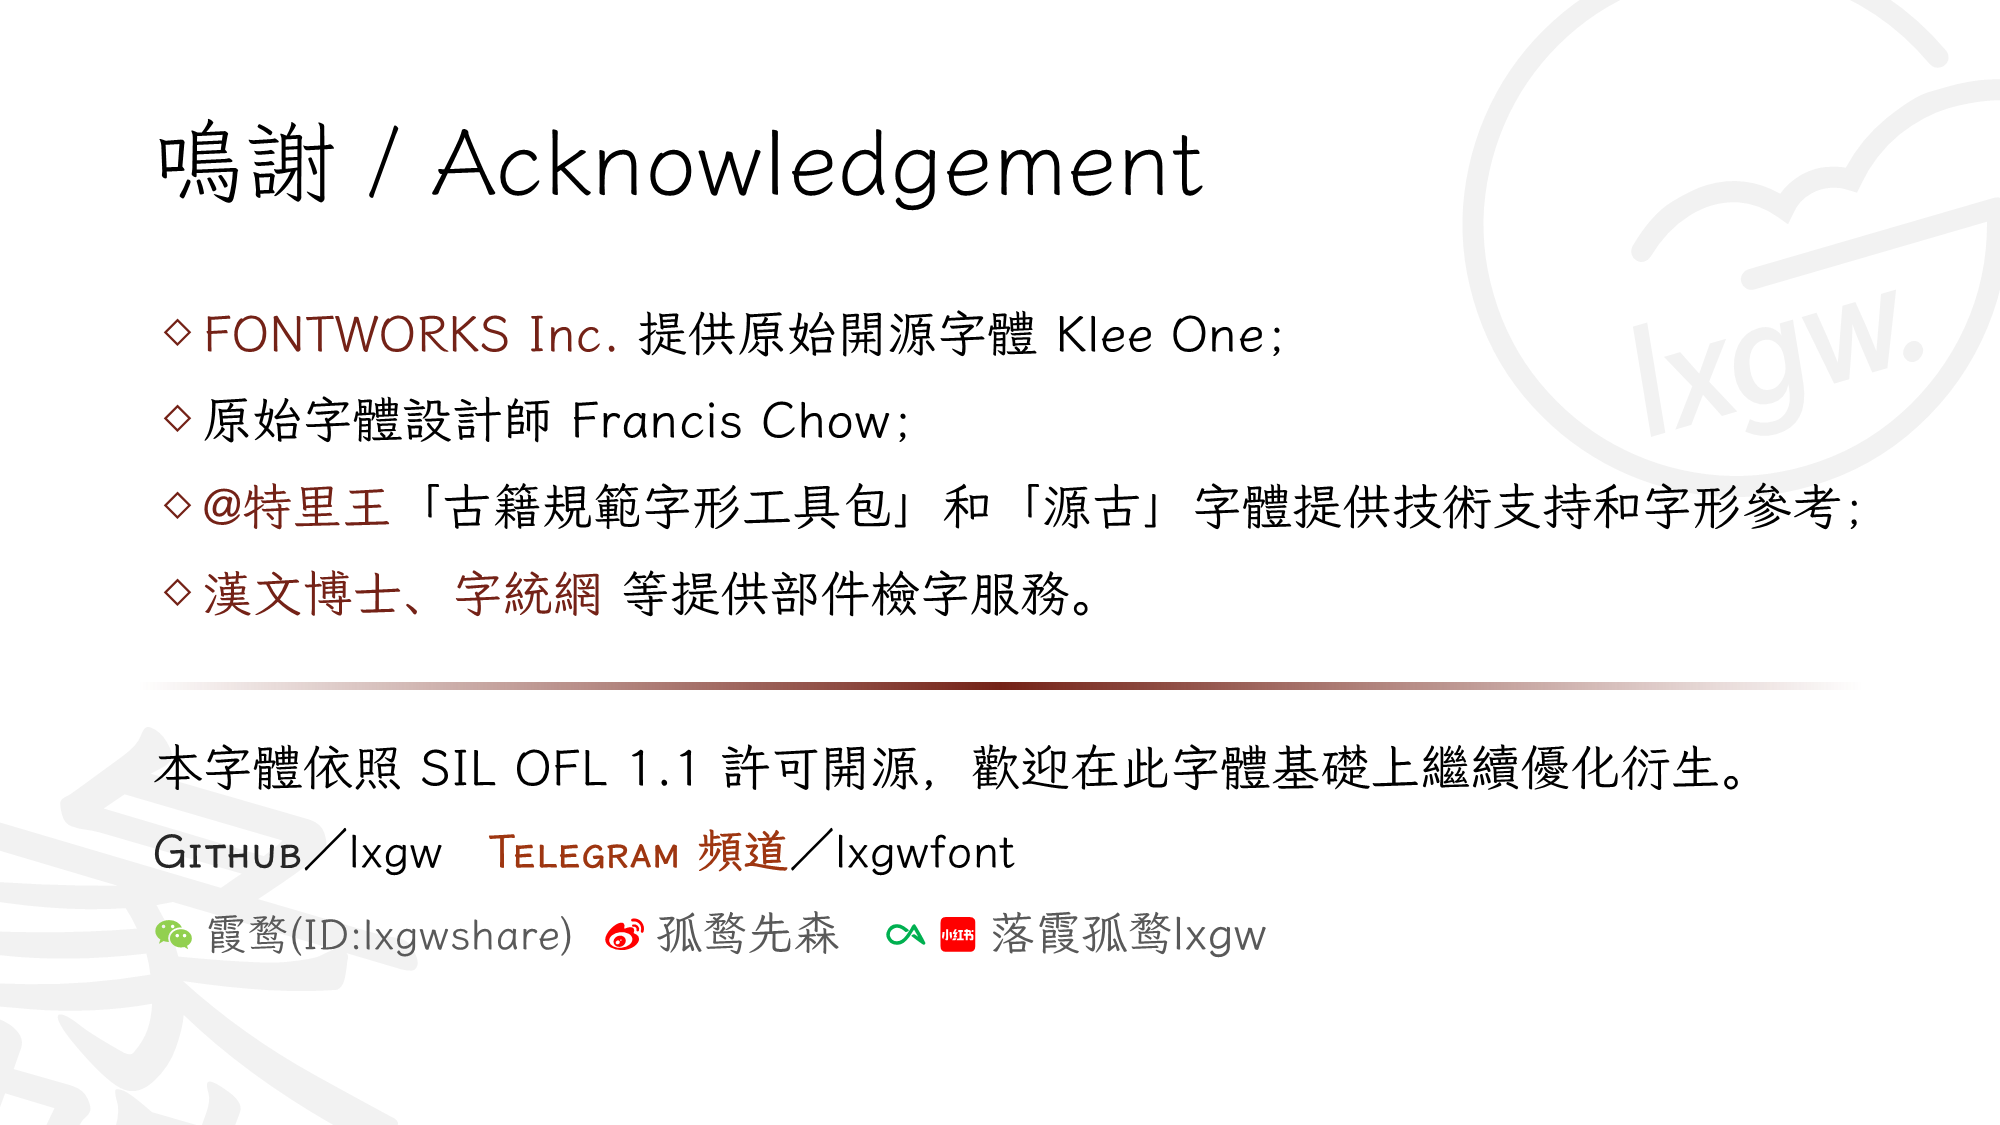 鳴謝 / Acknowledgement
lxgw.
◇FONTWORKS Inc. 提供原始開源字體 Klee One;
◇原始字體設計師 Francis Chow;
◇@特里王「古籍規範字形工具包」和「源古」字體提供技術支持和字形參考;
◇漢文博士、字統網 等提供部件檢字服務。
本字體依照 SIL OFL 1.1 許可開源，歡迎在此字體基礎上繼續優化衍生。
GITHUB／lxgw TELEGRAM 頻道／lxgwfont
霞鹜(ID:lxgwshare) 孤鹜先森 小红书 落霞孤鹜lxgw